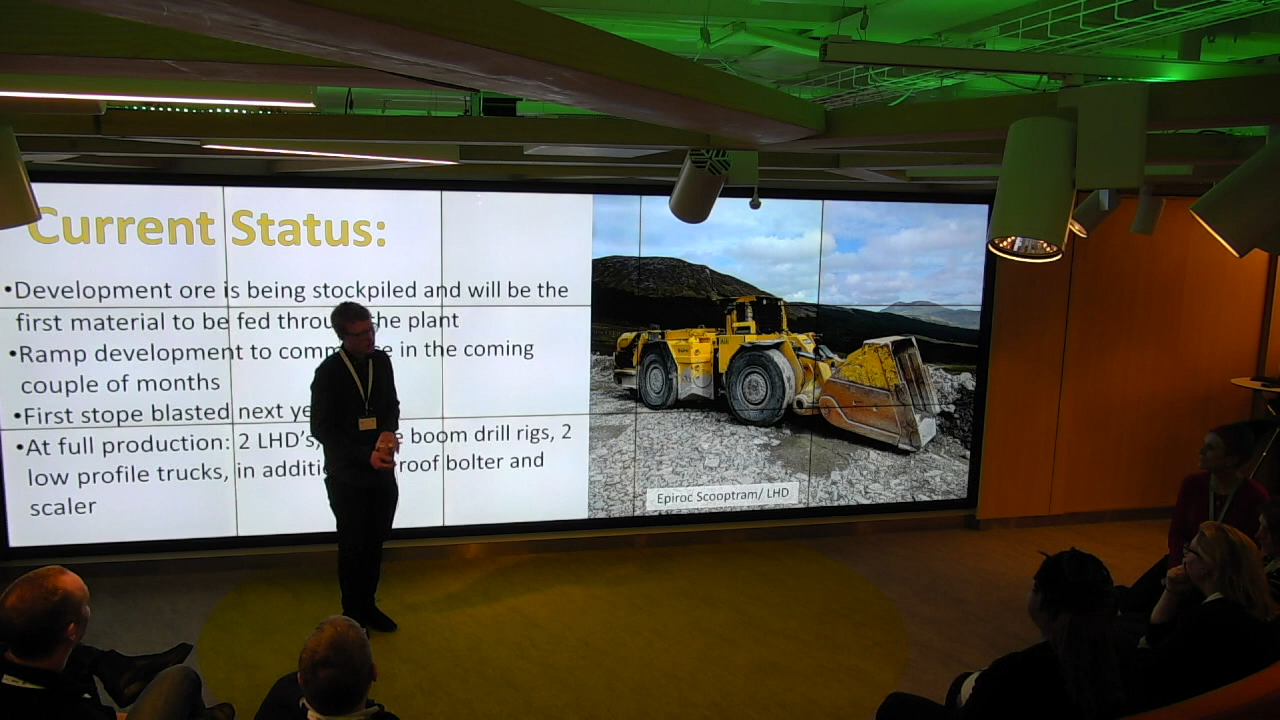 Current Status:
•Development ore is being stockpiled and will be the
first material to be fed the plant
•Ramp development to in the coming
couple of months
•First stope blasted next
•At full production: 2 LHD's, boom drill rigs, 2
low profile trucks, in roof bolter and
scaler
Epiroc Scooptram/ LHD